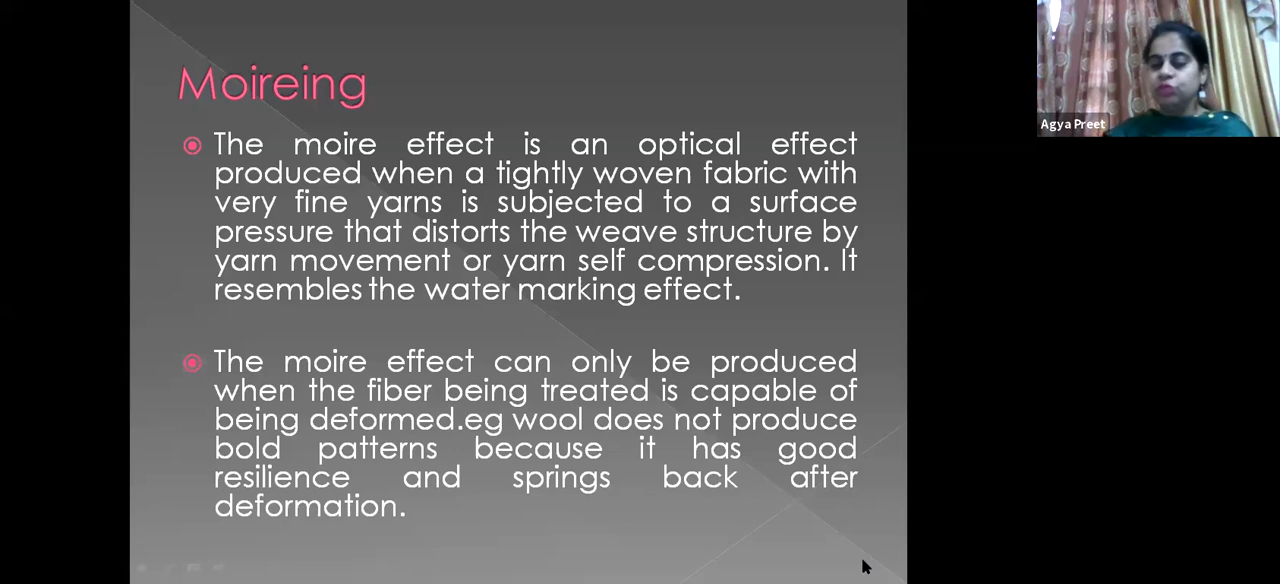 Moireing
The moire effect is an optical effect
produced when a tightly woven fabric with
very fine yarns is subjected to a surface
pressure that distorts the weave structure by
yarn movement or yarn self compression. It
resembles the water marking effect.
The moire effect can only be produced
when the fiber being treated is capable of
being deformed.eg wool does not produce
bold patterns because it has good
resilience and springs back after
deformation.
Agya Preet